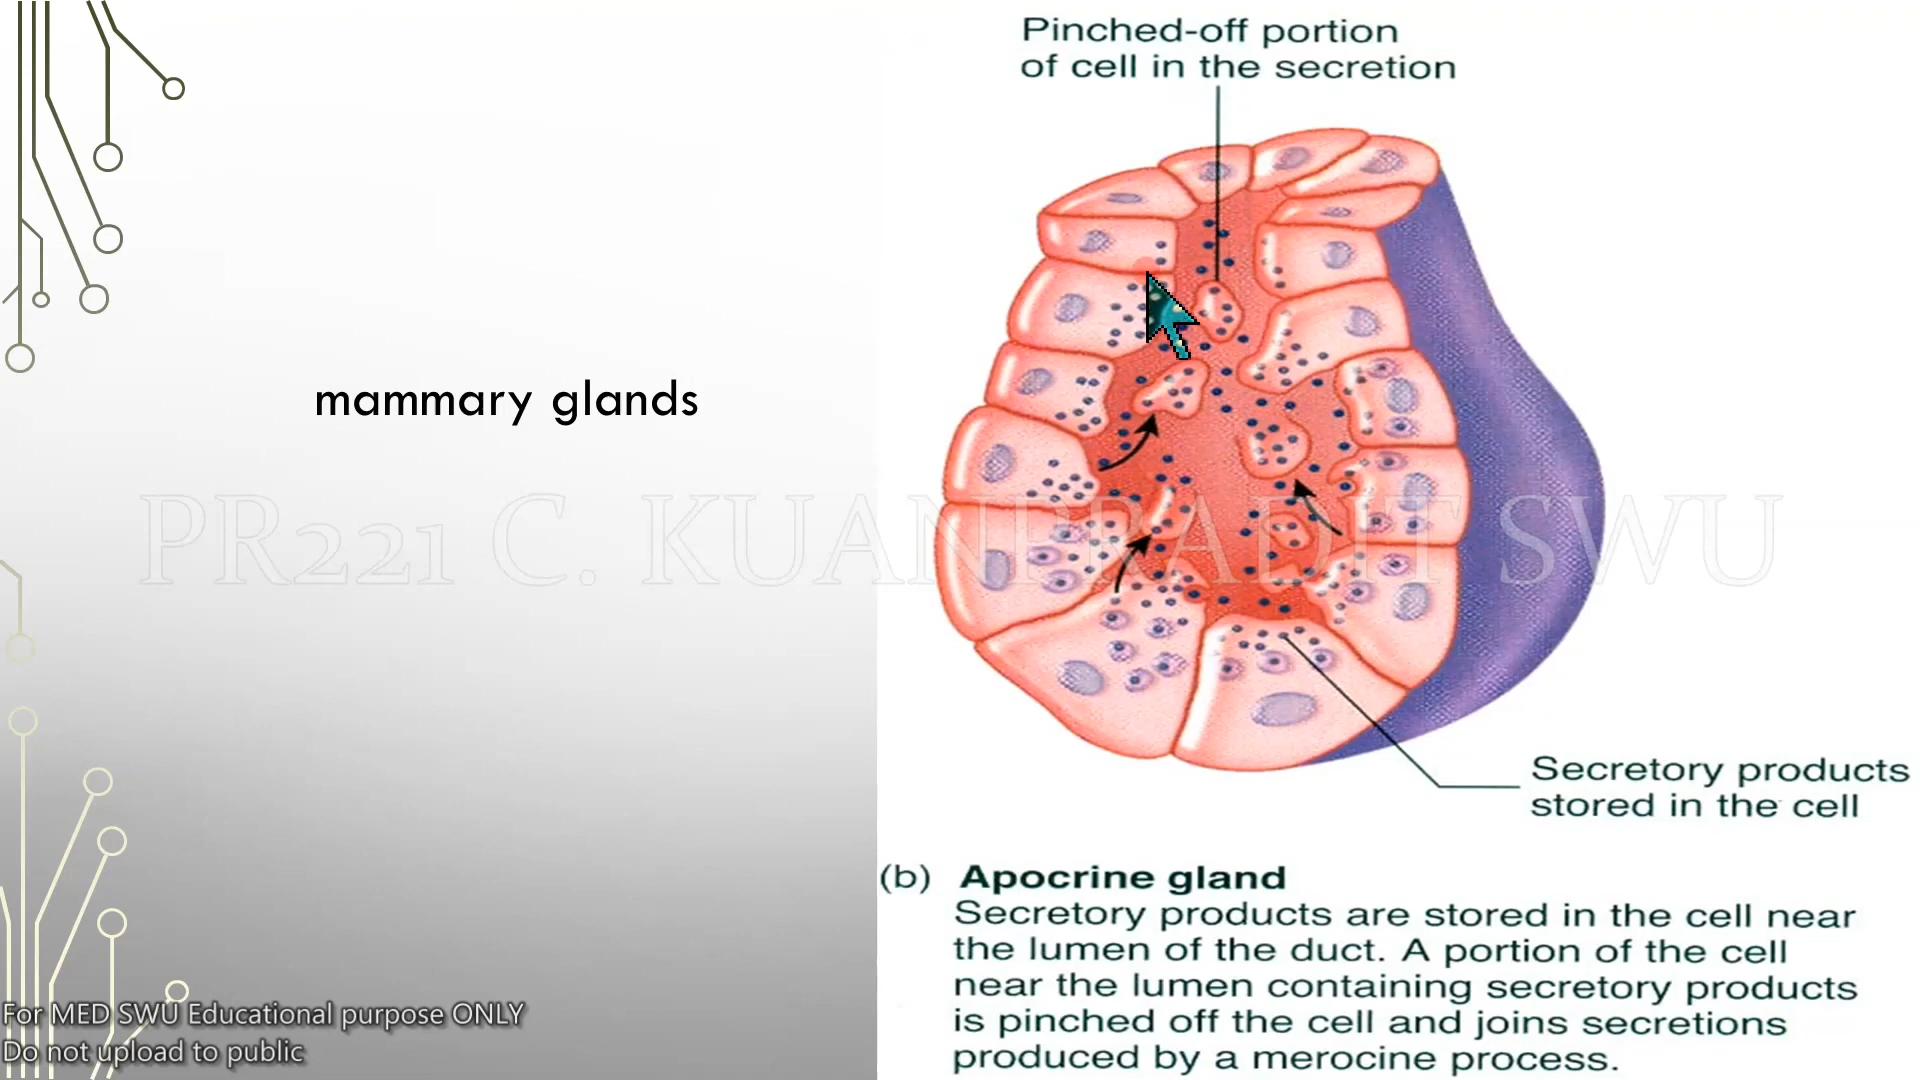 Pinched-off portion
of cell in the secretion
mammary glands
PR221 C. KUANPRADIT SWU
Secretory products
stored in the cell
(b) Apocrine gland
Secretory products are stored in the cell near
the lumen of the duct. A portion of the cell
near the lumen containing secretory products
is pinched off the cell and joins secretions
produced by a merocine process.
For MED SWU Educational purpose ONLY
Do not upload to public